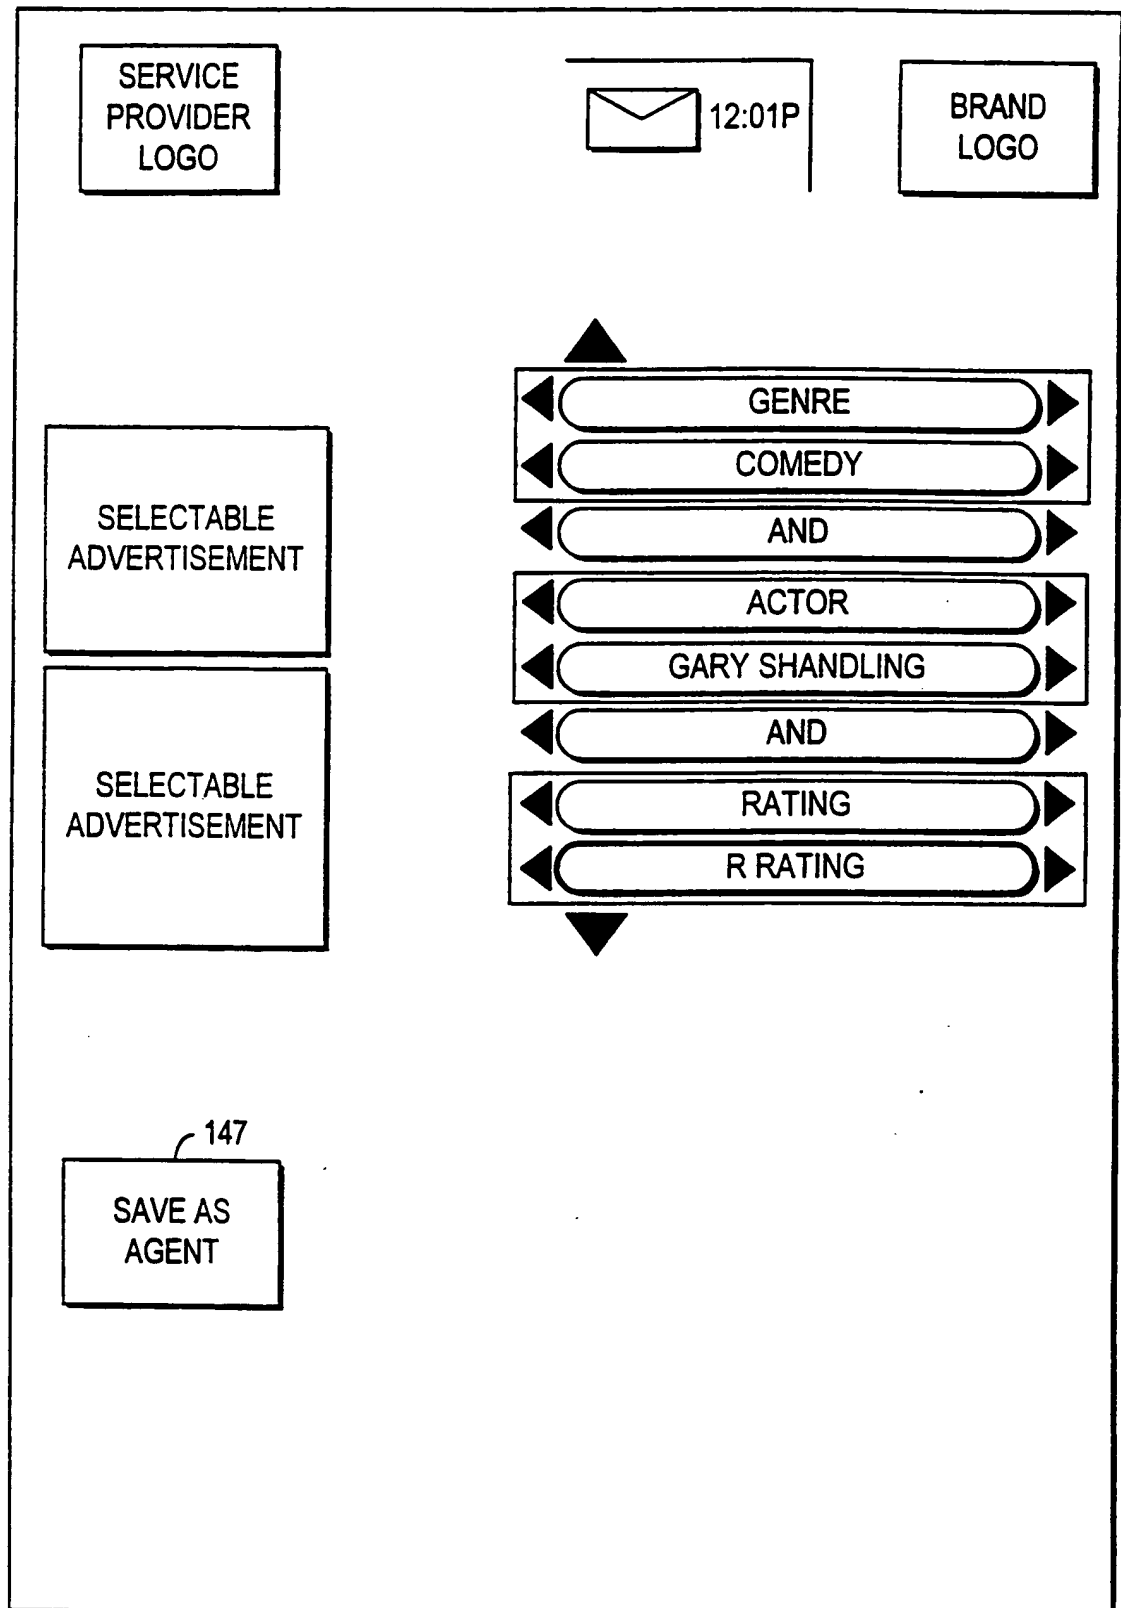 SERVICE
PROVIDER
LOGO
12:01P
BRAND
LOGO
GENRE
COMEDY
AND
ACTOR
GARY SHANDLING
AND
RATING
R RATING
SELECTABLE
ADVERTISEMENT
SELECTABLE
ADVERTISEMENT
147
SAVE AS
AGENT